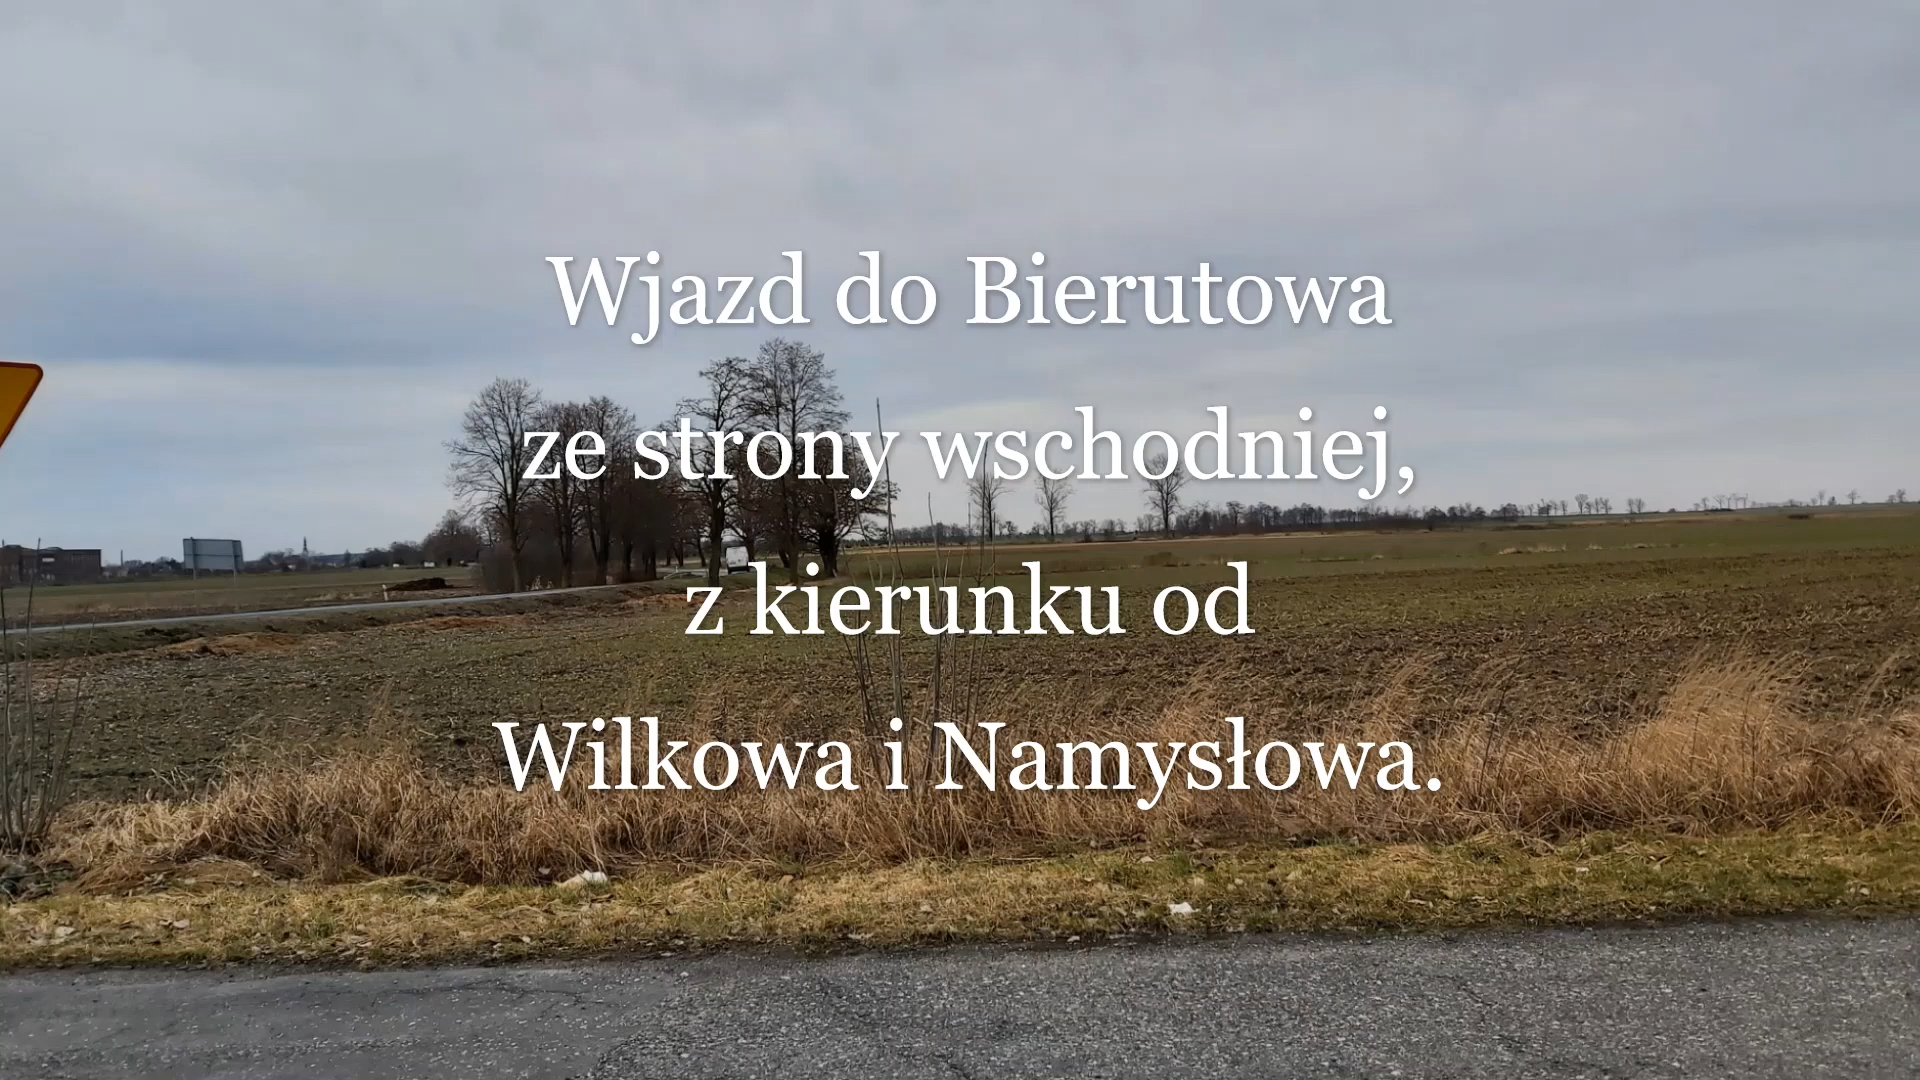 Wjazd do Bierutowa
ze strony wschodniej,
z kierunku od
Wilkowa i Namysłowa.